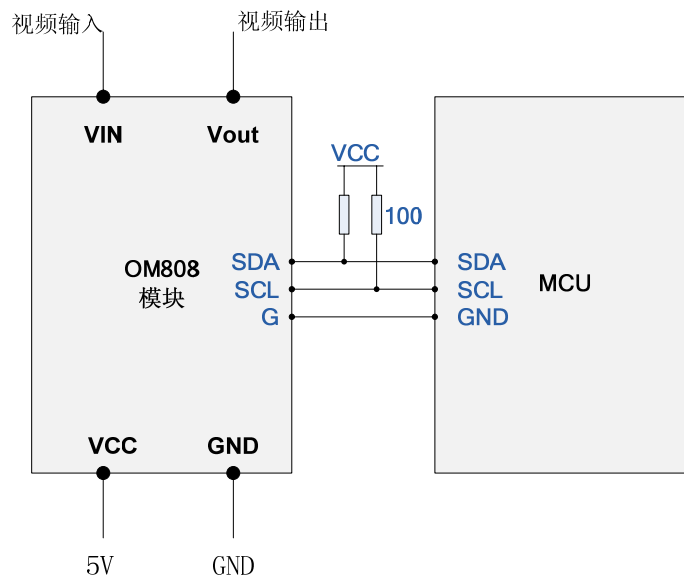 视频输入
视频输出
VIN
Vout
VCC
100
OM808
模块
SDA
SCL
G
SDA
SCL
GND
MCU
VCC
GND
5V
GND